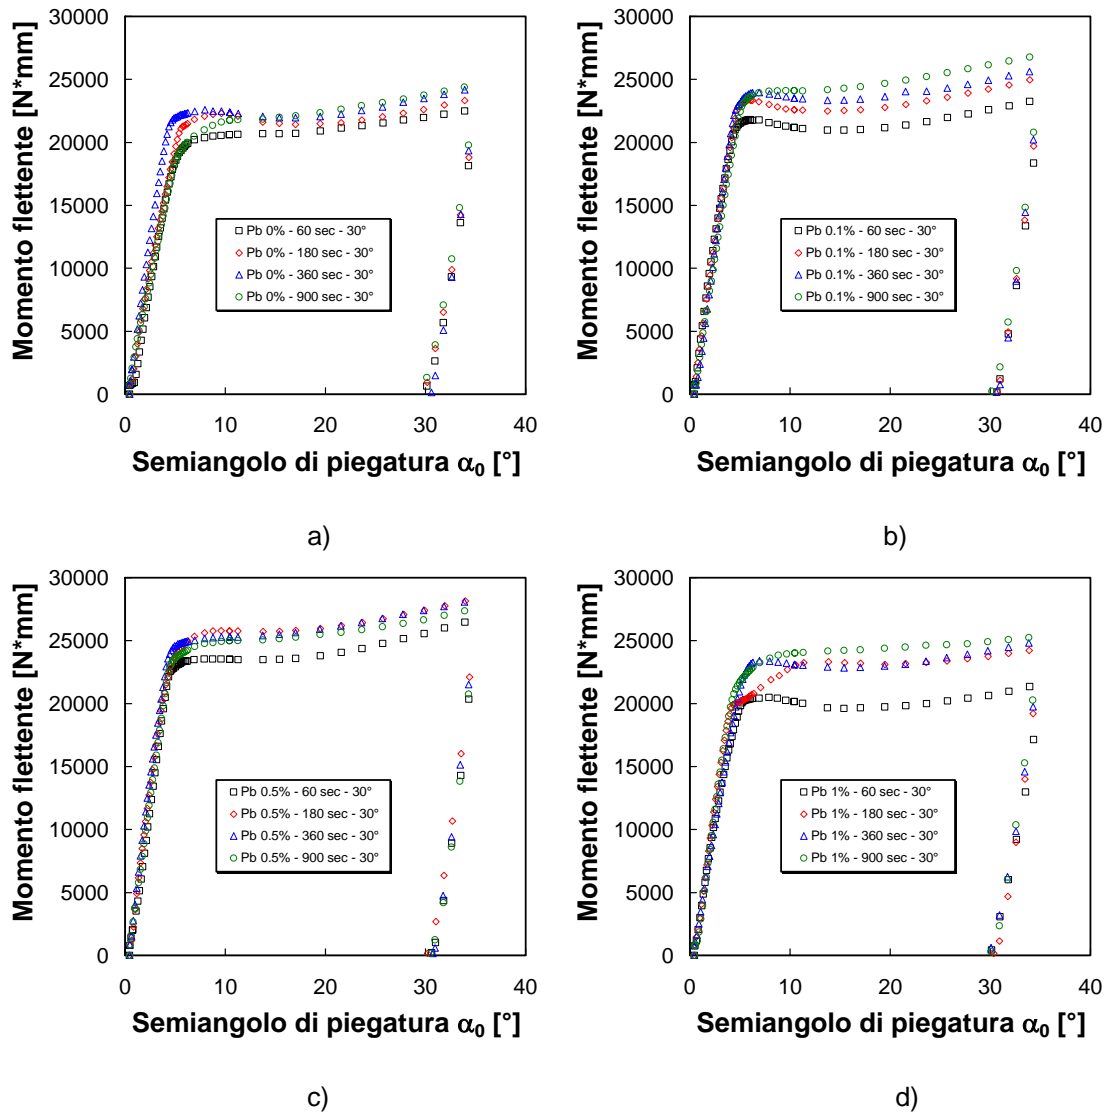 30000
25000
20000
15000
10000
5000
0
Momento flettente [N*mm]
Pb 0% - 60 sec - 30°
Pb 0% - 180 sec - 30°
Pb 0% - 360 sec - 30°
Pb 0% - 900 sec - 30°
0 10 20 30 40
Semiangolo di piegatura α0 [°]
a)
30000
25000
20000
15000
10000
5000
0
Momento flettente [N*mm]
Pb 0.1% - 60 sec - 30°
Pb 0.1% - 180 sec - 30°
Pb 0.1% - 360 sec - 30°
Pb 0.1% - 900 sec - 30°
0 10 20 30 40
Semiangolo di piegatura α0 [°]
b)
30000
25000
20000
15000
10000
5000
0
Momento flettente [N*mm]
Pb 0.5% - 60 sec - 30°
Pb 0.5% - 180 sec - 30°
Pb 0.5% - 360 sec - 30°
Pb 0.5% - 900 sec - 30°
0 10 20 30 40
Semiangolo di piegatura α0 [°]
c)
30000
25000
20000
15000
10000
5000
0
Momento flettente [N*mm]
Pb 1% - 60 sec - 30°
Pb 1% - 180 sec - 30°
Pb 1% - 360 sec - 30°
Pb 1% - 900 sec - 30°
0 10 20 30 40
Semiangolo di piegatura α0 [°]
d)